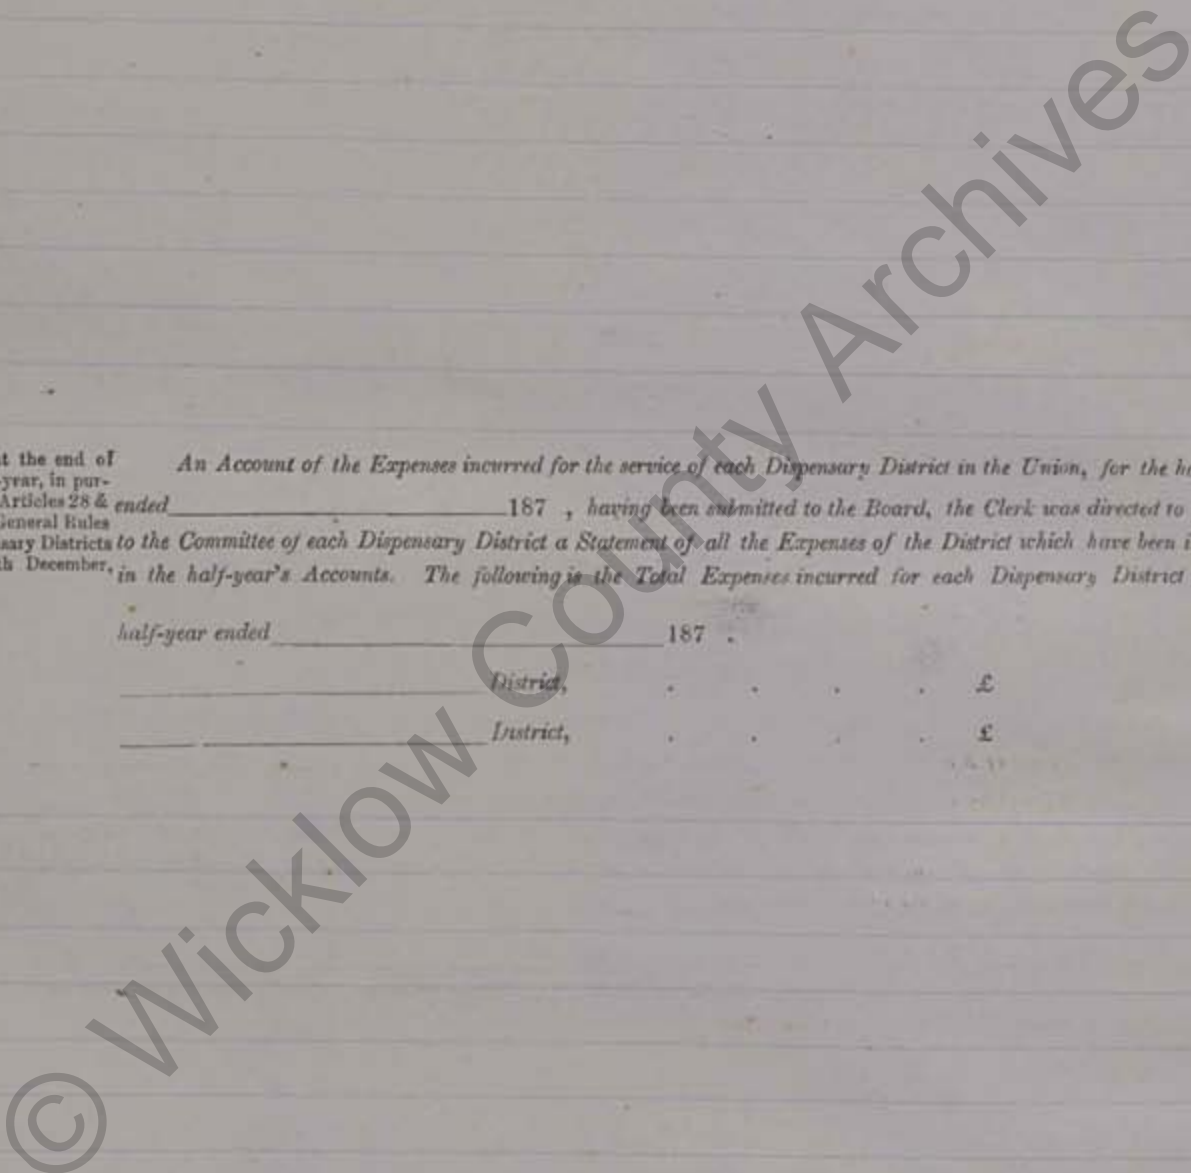 t the end of
year, in pur-
Articles 28 &
General Rules
sary Districts
th December,
An Account of the Expenses incurred for the service of each Dispensary District in the Union, for the h
ended 187 , having been submitted to the Board, the Clerk was directed to
to the Committee of each Dispensary District a Statement of all the Expenses of the District which have been i
in the half-year's Accounts. The following is the Total Expenses incurred for each Dispensary District
half-year ended 187 .
District, . . . . £
District, . . . . £
© Wicklow County Archives